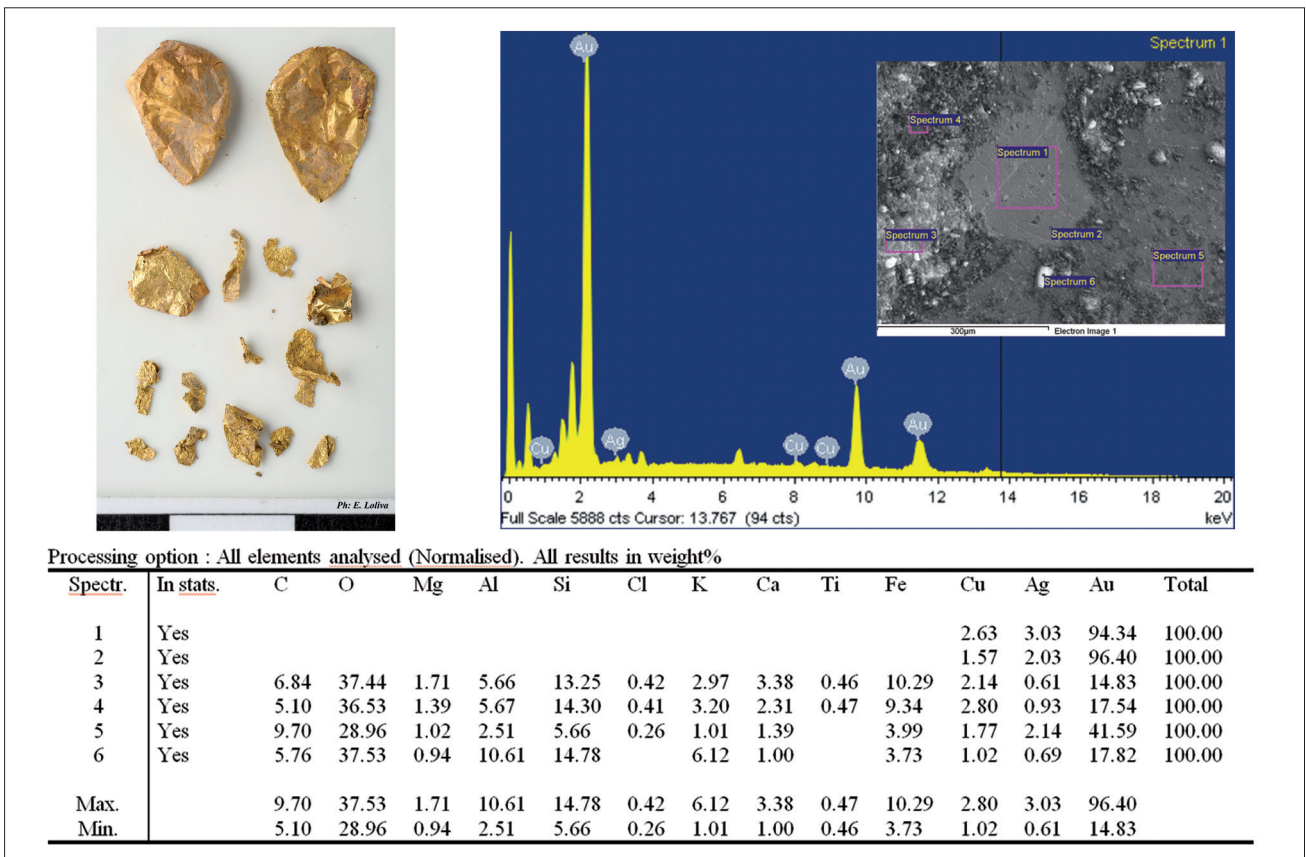 Ph: E. Loliva
Spectrum 1
Au
Cu
Ag
Cu
Cu
Au
Au
Spectrum 4
Spectrum 1
Spectrum 3
Spectrum 2
Spectrum 5
Spectrum 6
300µm Electron Image 1
0 2 4 6 8 10 12 14 16 18 20
Full Scale 5888 cts Cursor: 13.767 (94 cts) keV
Processing option : All elements analysed (Normalised). All results in weight%
Spectr. In stats. C O Mg Al Si Cl K Ca Ti Fe Cu Ag Au Total
1 Yes 2.63 3.03 94.34 100.00
2 Yes 1.57 2.03 96.40 100.00
3 Yes 6.84 37.44 1.71 5.66 13.25 0.42 2.97 3.38 0.46 10.29 2.14 0.61 14.83 100.00
4 Yes 5.10 36.53 1.39 5.67 14.30 0.41 3.20 2.31 0.47 9.34 2.80 0.93 17.54 100.00
5 Yes 9.70 28.96 1.02 2.51 5.66 0.26 1.01 1.39 3.99 1.77 2.14 41.59 100.00
6 Yes 5.76 37.53 0.94 10.61 14.78 6.12 1.00 3.73 1.02 0.69 17.82 100.00
Max. 9.70 37.53 1.71 10.61 14.78 0.42 6.12 3.38 0.47 10.29 2.80 3.03 96.40
Min. 5.10 28.96 0.94 2.51 5.66 0.26 1.01 1.00 0.46 3.73 1.02 0.61 14.83